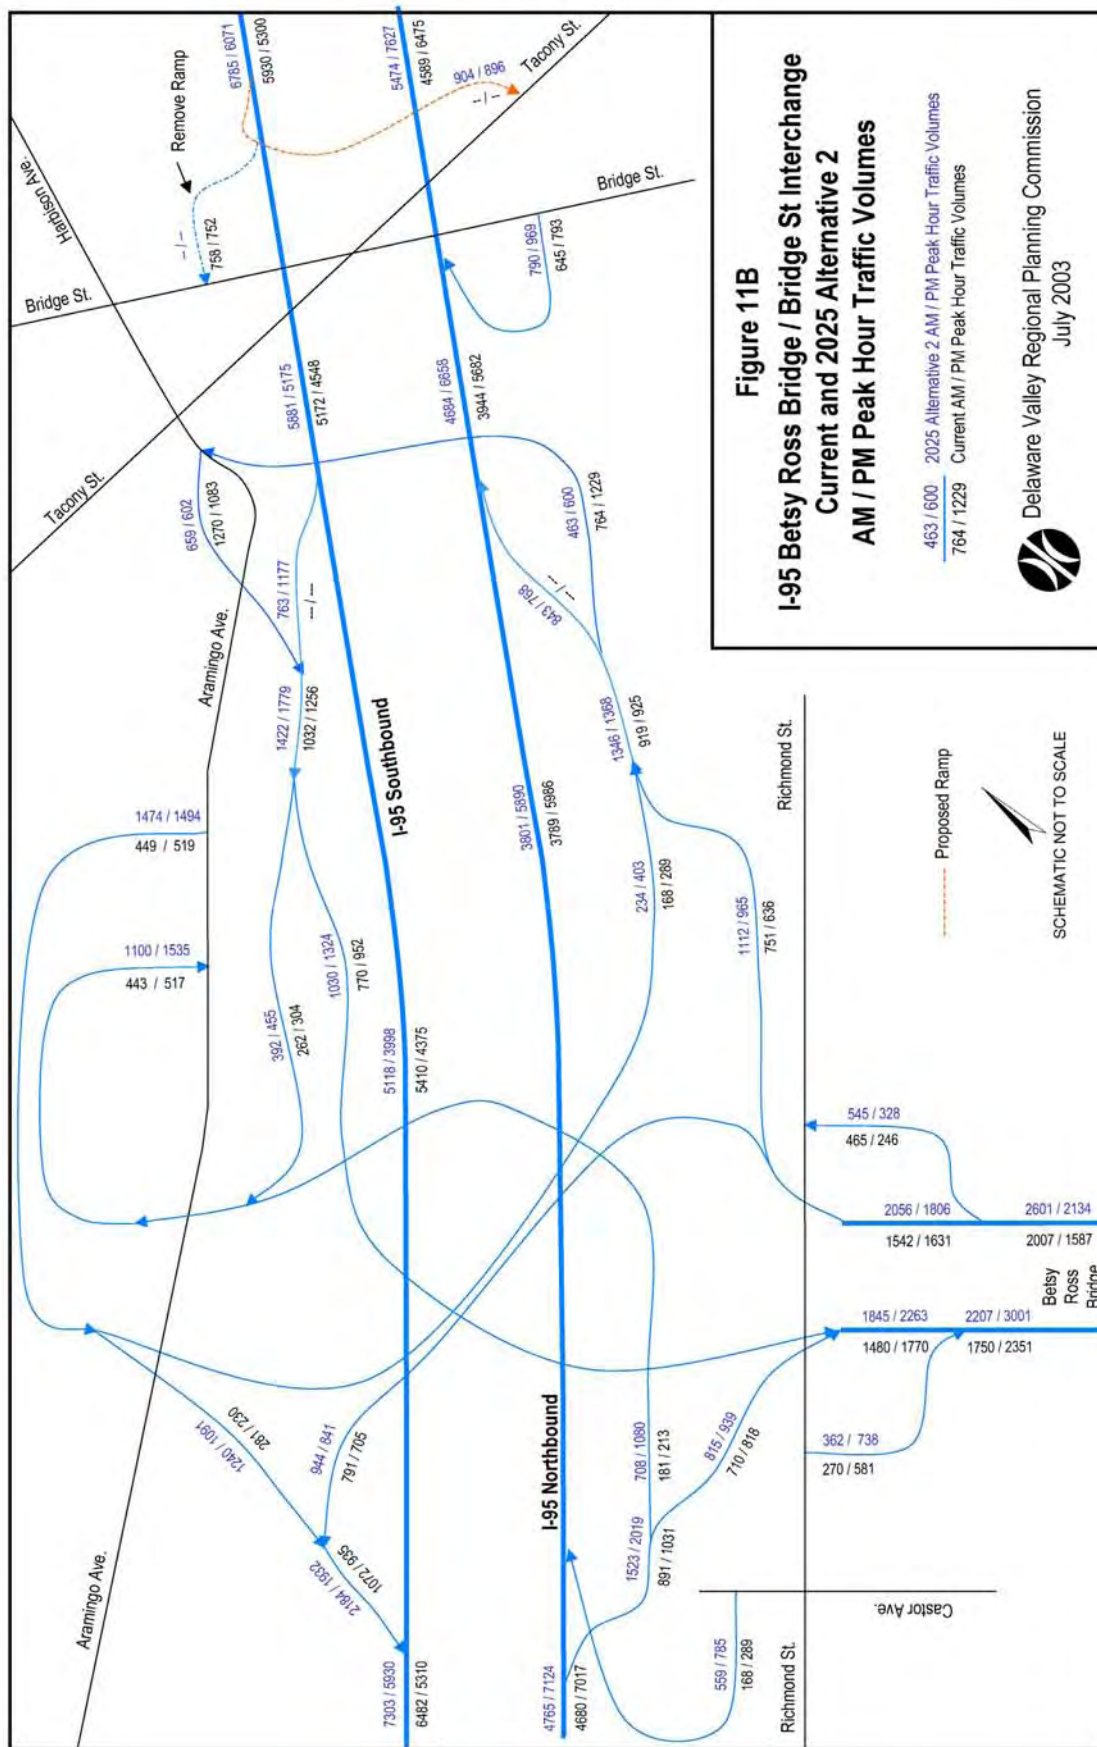 Harbison Ave.
Remove Ramp
6785 / 6071
5930 / 5300
5474 / 7627
4589 / 6475
904 / 896
-- / --
Tacony St.
-- / --
758 / 752
Bridge St.
Bridge St.
790 / 969
645 / 793
5881 / 5175
5172 / 4548
4684 / 6658
3944 / 5682
Tacony St.
659 / 602
1270 / 1083
763 / 1177
--- / ---
463 / 600
764 / 1229
843 / 768
--- / ---
Aramingo Ave.
1422 / 1779
1032 / 1256
I-95 Southbound
1346 / 1368
919 / 925
Richmond St.
1474 / 1494
449 / 519
3801 / 5890
3789 / 5986
234 / 403
168 / 289
1112 / 965
751 / 636
1100 / 1535
443 / 517
1030 / 1324
770 / 952
392 / 455
262 / 304
5118 / 3998
5410 / 4375
545 / 328
465 / 246
2056 / 1806
1542 / 1631
2601 / 2134
2007 / 1587
Betsy
Ross
Bridge
1845 / 2263
1480 / 1770
2207 / 3001
1750 / 2351
362 / 738
270 / 581
281 / 230
1240 / 1091
944 / 841
791 / 705
I-95 Northbound
708 / 1080
181 / 213
815 / 939
710 / 818
1523 / 2019
891 / 1031
1072 / 935
2184 / 1932
Aramingo Ave.
Castor Ave.
7303 / 5930
6482 / 5310
4765 / 7124
4680 / 7017
559 / 785
168 / 289
Richmond St.
Figure 11B
I-95 Betsy Ross Bridge / Bridge St Interchange
Current and 2025 Alternative 2
AM / PM Peak Hour Traffic Volumes
463 / 600 2025 Alternative 2 AM / PM Peak Hour Traffic Volumes
764 / 1229 Current AM / PM Peak Hour Traffic Volumes
Delaware Valley Regional Planning Commission
July 2003
Proposed Ramp
SCHEMATIC NOT TO SCALE